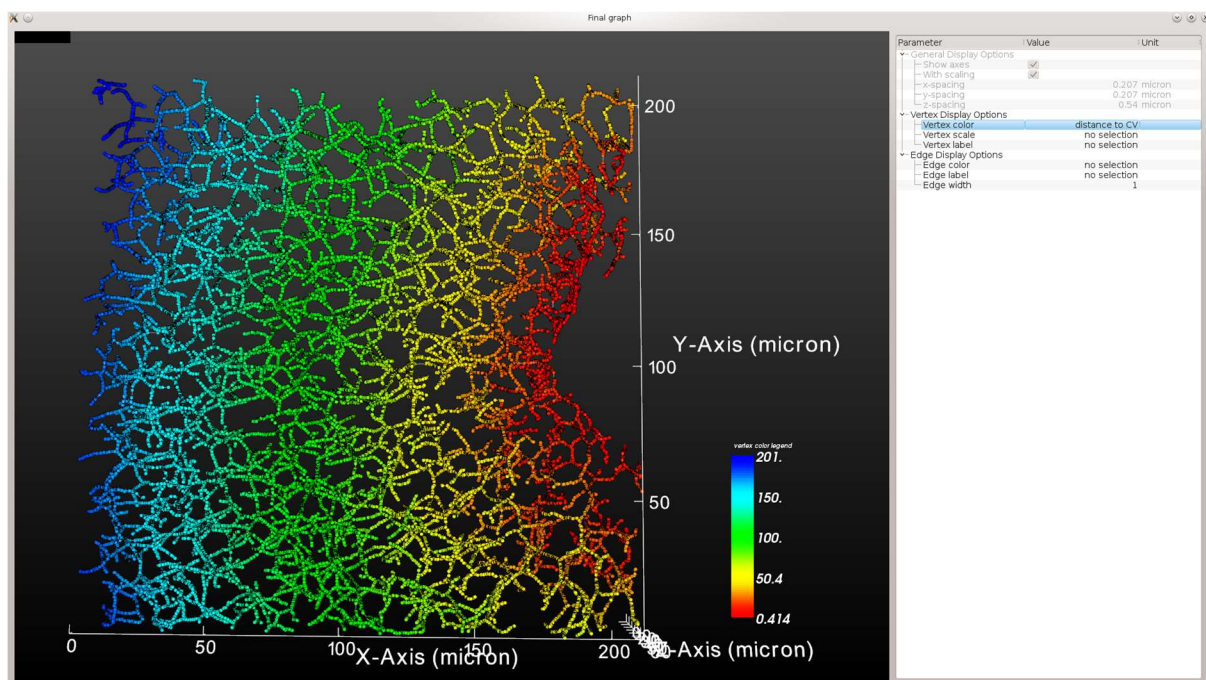 Final graph
Parameter Value Unit
General Display Options
Show axes
With scaling
x-spacing 0.207 micron
y-spacing 0.207 micron
z-spacing 0.54 micron
Vertex Display Options
Vertex color distance to CV
Vertex scale no selection
Vertex label no selection
Edge Display Options
Edge color no selection
Edge label no selection
Edge width 1
200
150
Y-Axis (micron)
100
vertex color legend
201.
150.
100.
50.4
0.414
50
0 50 100 150 200
X-Axis (micron)
-Axis (micron)